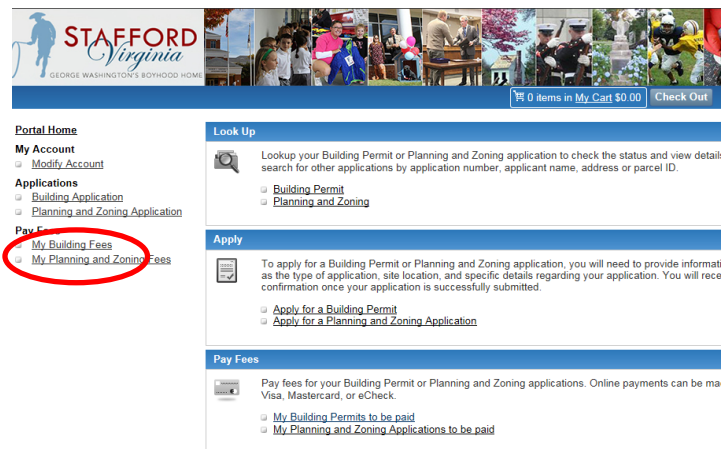 STAFFORD
Virginia
GEORGE WASHINGTON'S BOYHOOD HOME
0 items in My Cart $0.00 Check Out
Portal Home
My Account
Modify Account
Applications
Building Application
Planning and Zoning Application
Pay Fees
My Building Fees
My Planning and Zoning Fees
Look Up
Lookup your Building Permit or Planning and Zoning application to check the status and view details
search for other applications by application number, applicant name, address or parcel ID.
Building Permit
Planning and Zoning
Apply
To apply for a Building Permit or Planning and Zoning application, you will need to provide informati
as the type of application, site location, and specific details regarding your application. You will rece
confirmation once your application is successfully submitted.
Apply for a Building Permit
Apply for a Planning and Zoning Application
Pay Fees
Pay fees for your Building Permit or Planning and Zoning applications. Online payments can be ma
Visa, Mastercard, or eCheck.
My Building Permits to be paid
My Planning and Zoning Applications to be paid